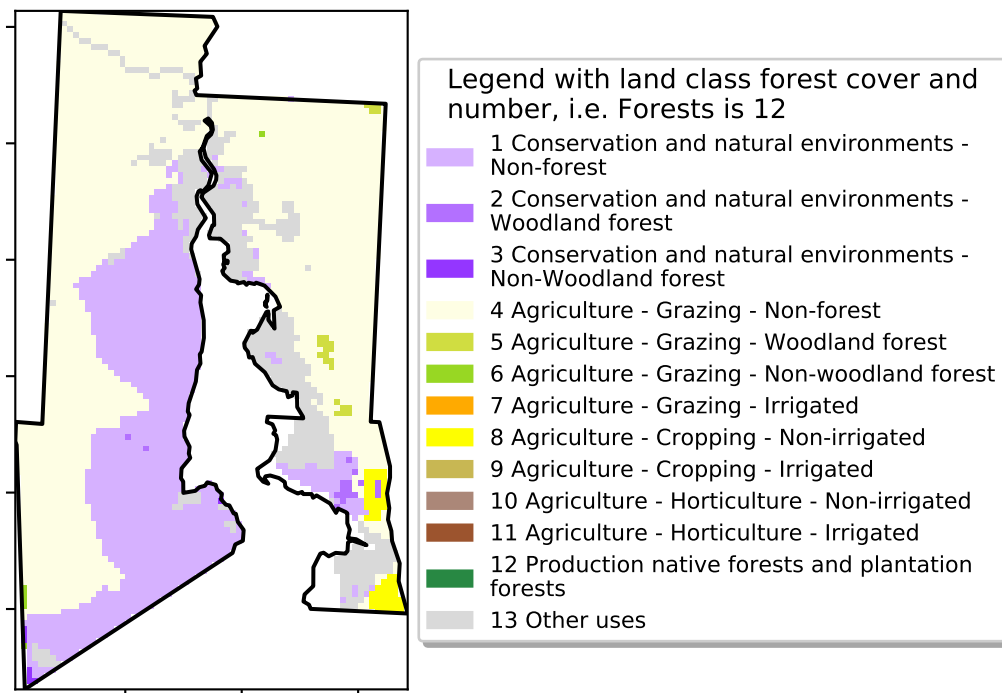 Legend with land class forest cover and
number, i.e. Forests is 12
1 Conservation and natural environments -
Non-forest
2 Conservation and natural environments -
Woodland forest
3 Conservation and natural environments -
Non-Woodland forest
4 Agriculture - Grazing - Non-forest
5 Agriculture - Grazing - Woodland forest
6 Agriculture - Grazing - Non-woodland forest
7 Agriculture - Grazing - Irrigated
8 Agriculture - Cropping - Non-irrigated
9 Agriculture - Cropping - Irrigated
10 Agriculture - Horticulture - Non-irrigated
11 Agriculture - Horticulture - Irrigated
12 Production native forests and plantation
forests
13 Other uses